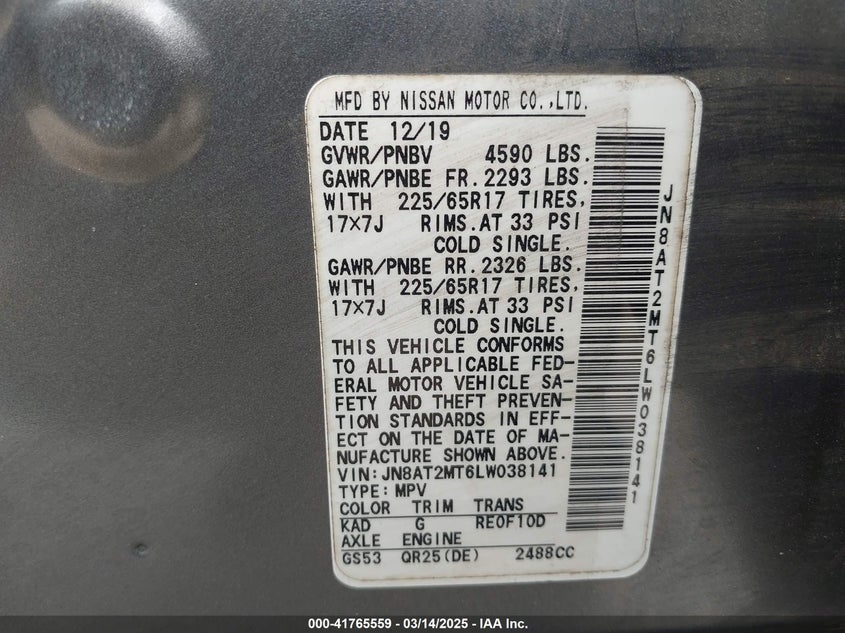 MFD BY NISSAN MOTOR CO.,LTD.
DATE 12/19
GVWR/PNBV 4590 LBS.
GAWR/PNBE FR.2293 LBS.
WITH 225/65R17 TIRES,
17×7J RIMS.AT 33 PSI
COLD SINGLE.
GAWR/PNBE RR.2326 LBS.
WITH 225/65R17 TIRES,
17×7J RIMS.AT 33 PSI
COLD SINGLE.
THIS VEHICLE CONFORMS
TO ALL APPLICABLE FED-
ERAL MOTOR VEHICLE SA-
FETY AND THEFT PREVEN-
TION STANDARDS IN EFF-
ECT ON THE DATE OF MA-
NUFACTURE SHOWN ABOVE.
VIN:JN8AT2MT6LW038141
TYPE:MPV
COLOR TRIM TRANS
KAD G RE0F10D
AXLE ENGINE
GS53 QR25(DE) 2488CC
JN8AT2MT6LW038141
000-41765559 - 03/14/2025 - IAA Inc.